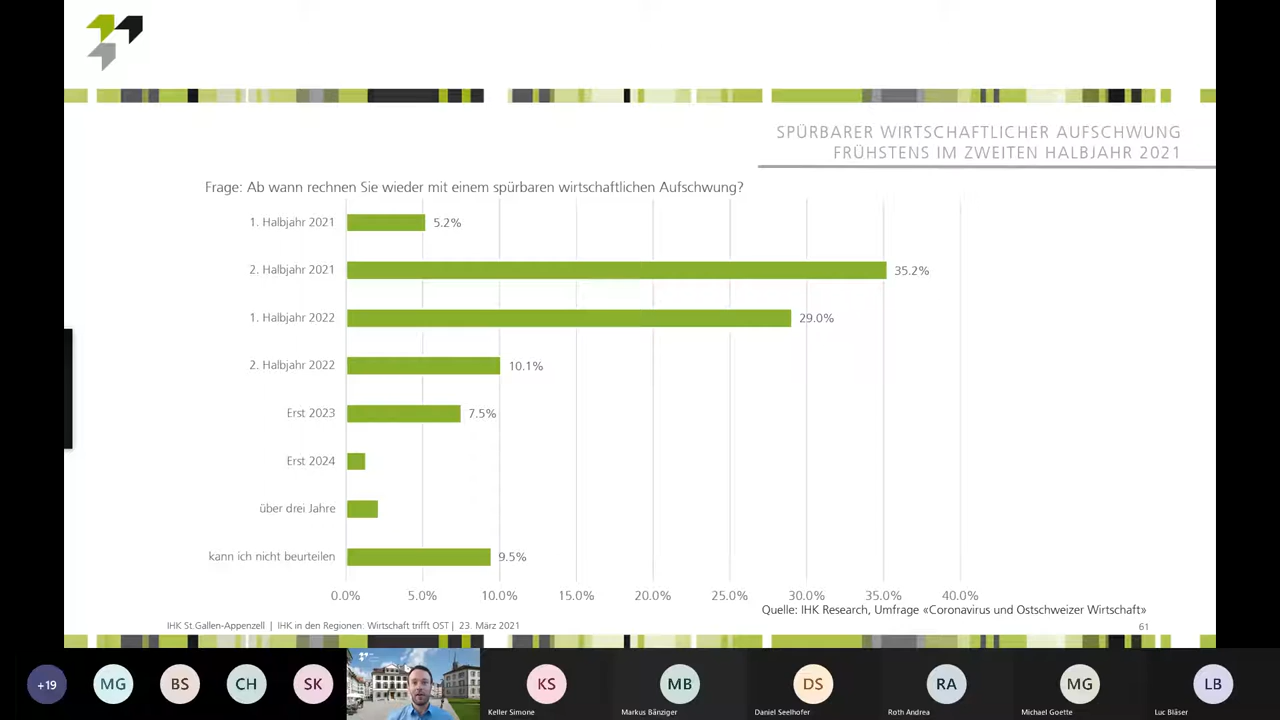 SPÜRBARER WIRTSCHAFTLICHER AUFSCHWUNG
FRÜHSTENS IM ZWEITEN HALBJAHR 2021
Frage: Ab wann rechnen Sie wieder mit einem spürbaren wirtschaftlichen Aufschwung?
1. Halbjahr 2021 5.2%
2. Halbjahr 2021 35.2%
1. Halbjahr 2022 29.0%
2. Halbjahr 2022 10.1%
Erst 2023 7.5%
Erst 2024
über drei Jahre
kann ich nicht beurteilen 9.5%
0.0% 5.0% 10.0% 15.0% 20.0% 25.0% 30.0% 35.0% 40.0%
Quelle: IHK Research, Umfrage «Coronavirus und Ostschweizer Wirtschaft»
IHK St.Gallen-Appenzell | IHK in den Regionen: Wirtschaft trifft OST | 23. März 2021 61
+19 MG BS CH SK KS MB DS RA MG LB
Keller Simone Markus Bänziger Daniel Seelhofer Roth Andrea Michael Goette Luc Bläser